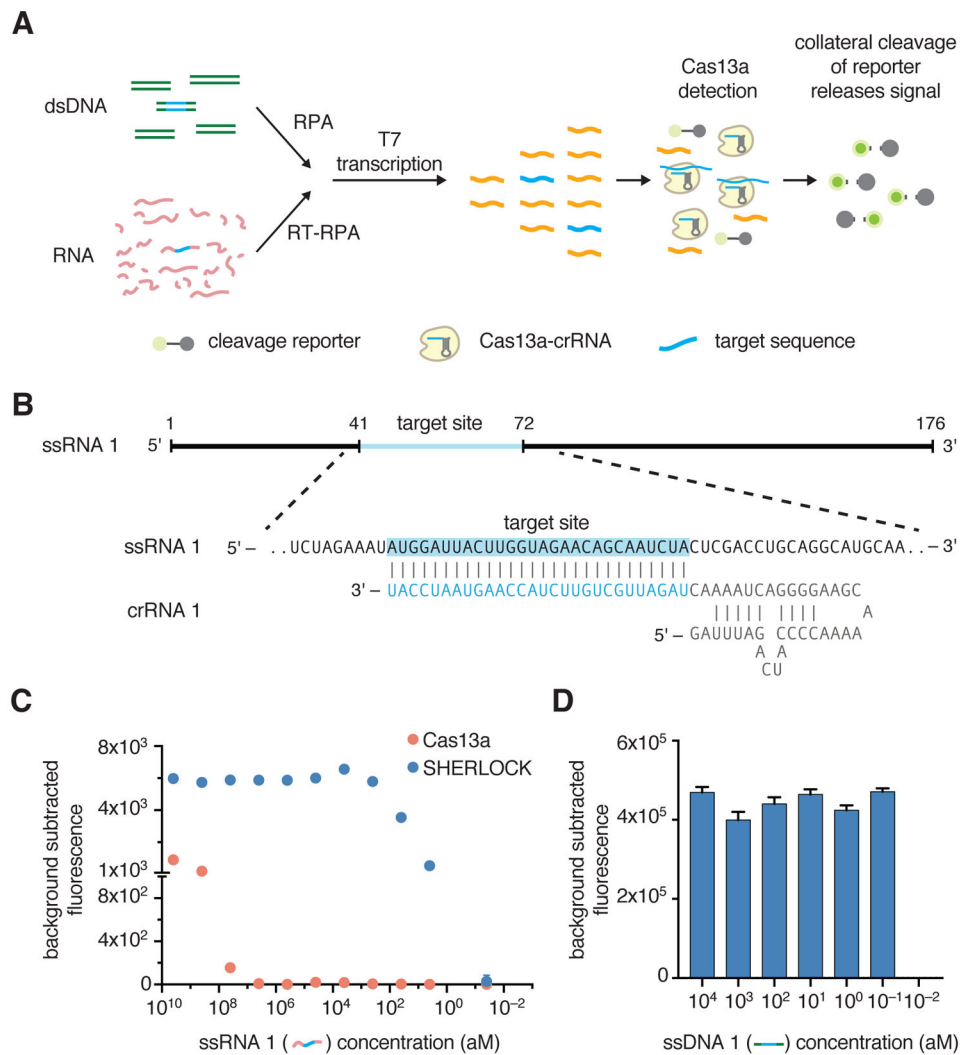 A
dsDNA
RNA
RPA
RT-RPA
T7
transcription
Cas13a
detection
collateral cleavage
of reporter
releases signal
cleavage reporter
Cas13a-crRNA
target sequence
B
1
41
target site
72
176
ssRNA 1
5'
3'
target site
ssRNA 1 5' – ..UCUAGAAAUAUGGAUUACUUGGUAGAACAGCAAUCUACUCGACCUGCAGGCAUGCAA..– 3'
3' – UACCUAAUGAACCAUCUUGUCGUUAGAUCAAAAUCAGGGGAAGC
crRNA 1
A
5' – GAUUUAGCCCCAAAA
A A
CU
C
8x10³
4x10³
1x10³
8x10²
4x10²
0
background subtracted
fluorescence
Cas13a
SHERLOCK
10¹⁰ 10⁸ 10⁶ 10⁴ 10² 10⁰ 10⁻²
ssRNA 1 ( ) concentration (aM)
D
6x10⁵
4x10⁵
2x10⁵
0
background subtracted
fluorescence
10⁴ 10³ 10² 10¹ 10⁰ 10⁻¹ 10⁻²
ssDNA 1 ( ) concentration (aM)